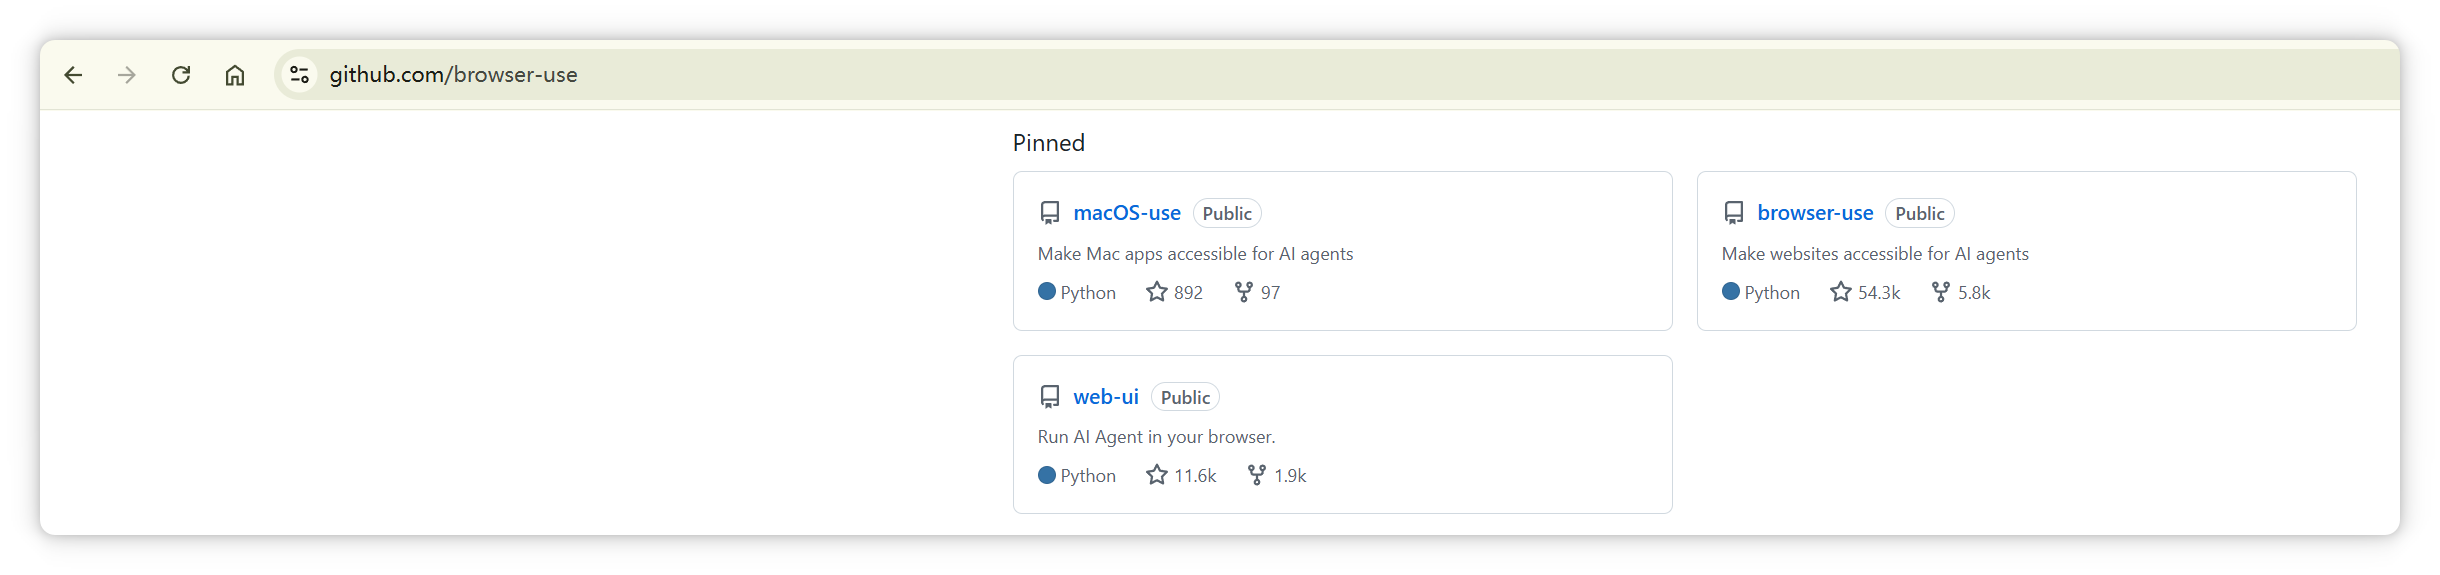 github.com/browser-use
Pinned
macOS-use Public
Make Mac apps accessible for AI agents
Python 892 97
browser-use Public
Make websites accessible for AI agents
Python 54.3k 5.8k
web-ui Public
Run AI Agent in your browser.
Python 11.6k 1.9k